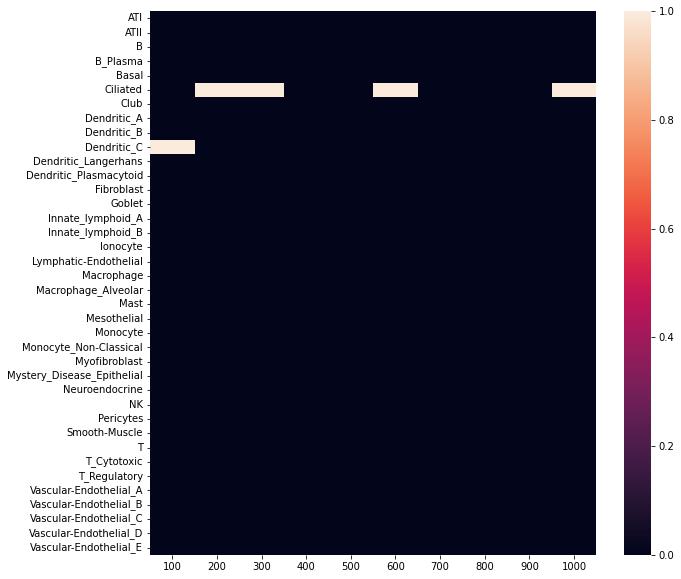 ATI
ATII
B
B_Plasma
Basal
Ciliated
Club
Dendritic_A
Dendritic_B
Dendritic_C
Dendritic_Langerhans
Dendritic_Plasmacytoid
Fibroblast
Goblet
Innate_lymphoid_A
Innate_lymphoid_B
Ionocyte
Lymphatic-Endothelial
Macrophage
Macrophage_Alveolar
Mast
Mesothelial
Monocyte
Monocyte_Non-Classical
Myofibroblast
Mystery_Disease_Epithelial
Neuroendocrine
NK
Pericytes
Smooth-Muscle
T
T_Cytotoxic
T_Regulatory
Vascular-Endothelial_A
Vascular-Endothelial_B
Vascular-Endothelial_C
Vascular-Endothelial_D
Vascular-Endothelial_E
100 200 300 400 500 600 700 800 900 1000
1.0
0.8
0.6
0.4
0.2
0.0